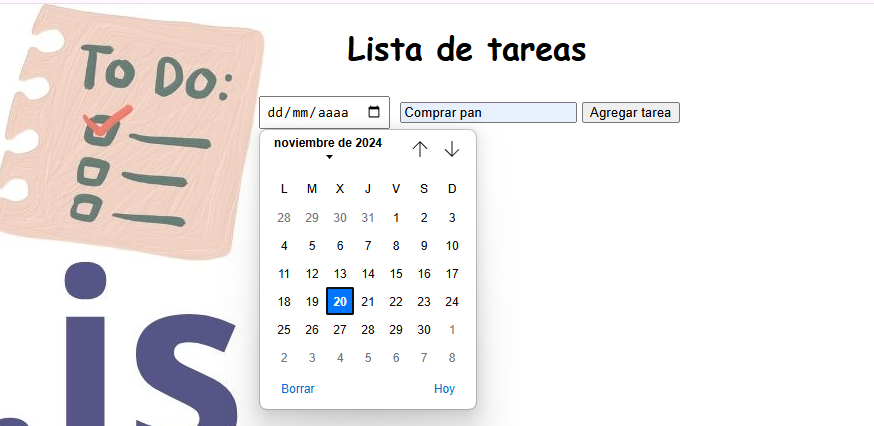 To Do:
Lista de tareas
dd/mm/aaaa Comprar pan Agregar tarea
noviembre de 2024
L M X J V S D
28 29 30 31 1 2 3
4 5 6 7 8 9 10
11 12 13 14 15 16 17
18 19 20 21 22 23 24
25 26 27 28 29 30 1
2 3 4 5 6 7 8
Borrar Hoy
.is